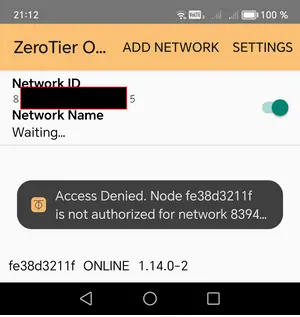 21:12 100 %
ZeroTier O... ADD NETWORK SETTINGS
Network ID
8 5
Network Name
Waiting...
Access Denied. Node fe38d3211f
is not authorized for network 8394...
fe38d3211f ONLINE 1.14.0-2